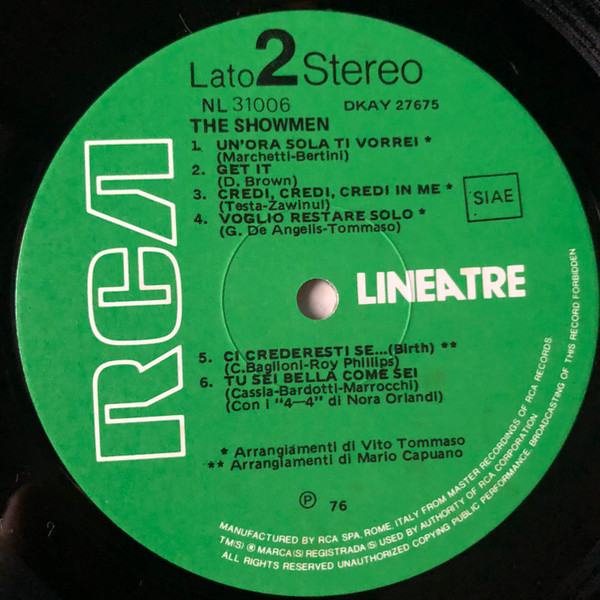 Lato 2 Stereo
NL 31006 DKAY 27675
THE SHOWMEN
1. UN'ORA SOLA TI VORREI *
(Marchetti-Bertini)
2. GET IT
(D. Brown)
3. CREDI, CREDI, CREDI IN ME *
(Testa-Zawinul)
4. VOGLIO RESTARE SOLO *
(G. De Angelis-Tommaso)
SIAE
RCA
LINEATRE
5. CI CREDERESTI SE...(Birth) **
(C.Baglioni-Roy Phillips)
6. TU SEI BELLA COME SEI
(Cassia-Bardotti-Marrocchi)
(Con i "4—4" di Nora Orlandi)
* Arrangiamenti di Vito Tommaso
** Arrangiamenti di Mario Capuano
Ⓟ 76
MANUFACTURED BY RCA SPA, ROME, ITALY FROM MASTER RECORDINGS OF RCA RECORDS
TM(S) ® MARCA(S) REGISTRADA(S) USED BY AUTHORITY OF RCA CORPORATION
ALL RIGHTS RESERVED UNAUTHORIZED COPYING PUBLIC PERFORMANCE, BROADCASTING OF THIS RECORD FORBIDDEN